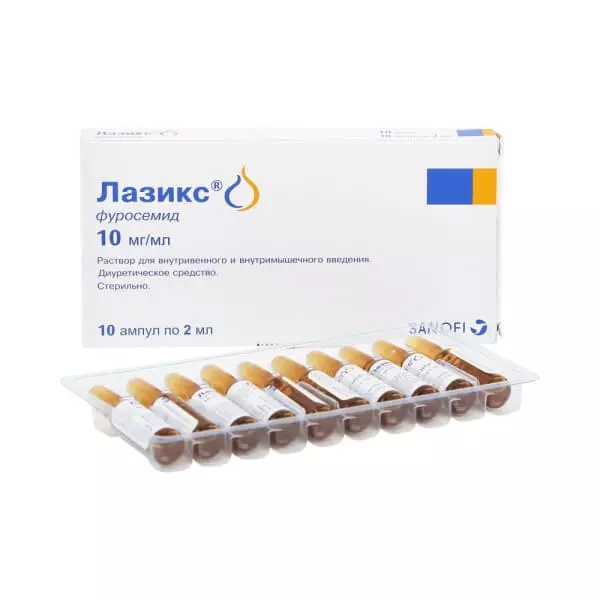 Лазикс®
фуросемид
10 мг/мл
Раствор для внутривенного и внутримышечного введения.
Диуретическое средство.
Стерильно.
10 ампул по 2 мл
SANOFI